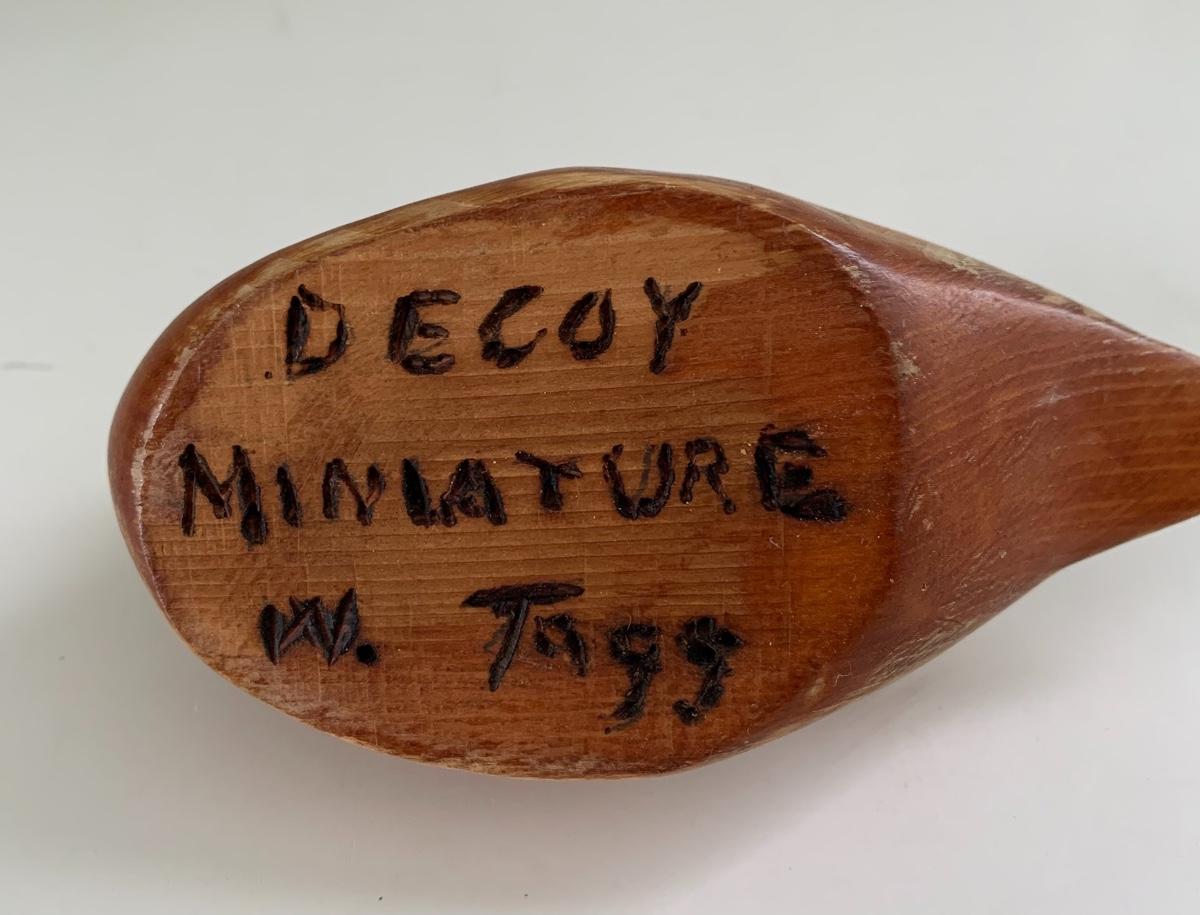 DECOY
MINIATURE
W. Tagg